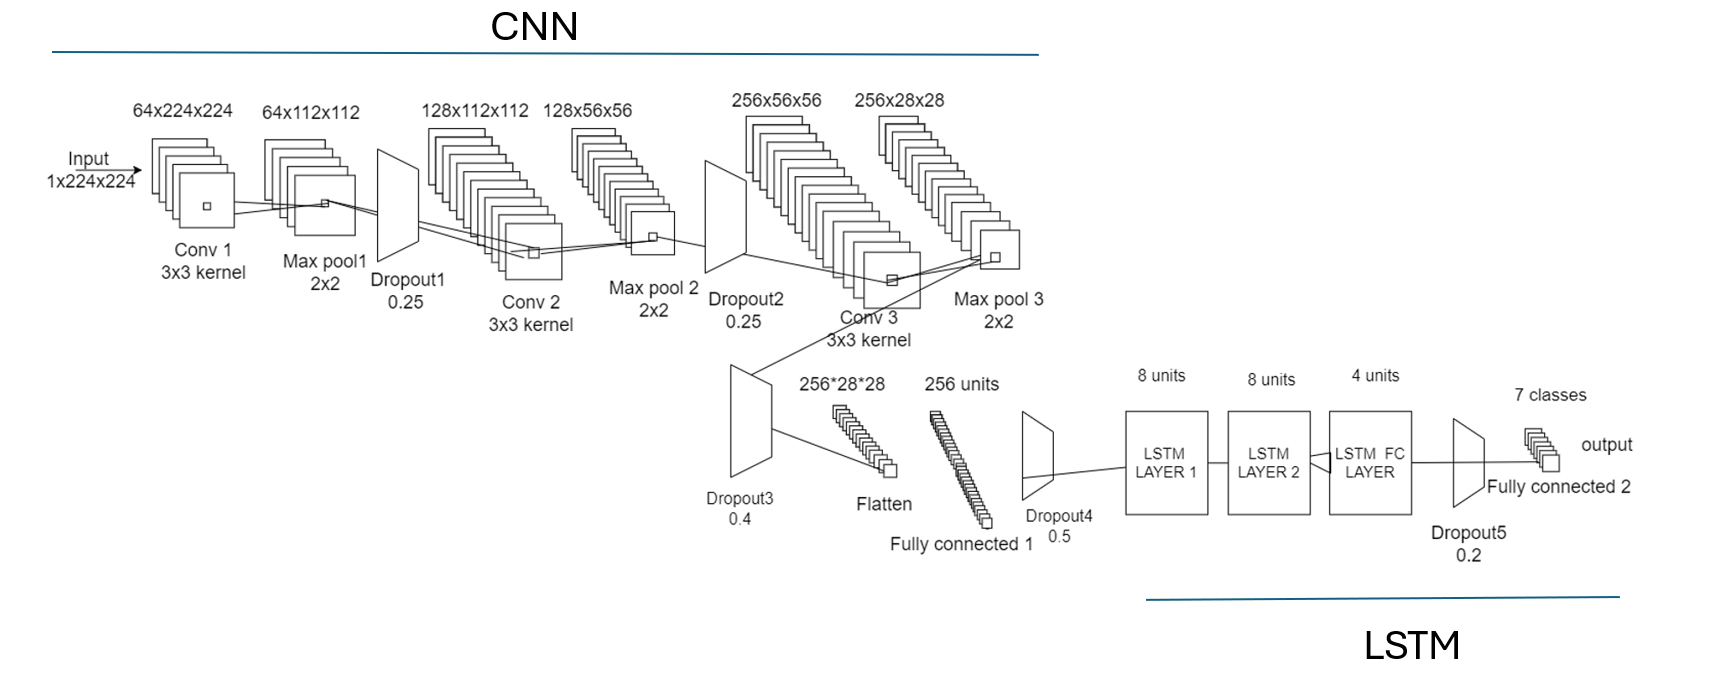 CNN
64x224x224
64x112x112
128x112x112
128x56x56
256x56x56
256x28x28
Input
1x224x224
Conv 1
3x3 kernel
Max pool1
2x2
Dropout1
0.25
Conv 2
3x3 kernel
Max pool 2
2x2
Dropout2
0.25
Conv 3
3x3 kernel
Max pool 3
2x2
256*28*28
256 units
8 units
8 units
4 units
7 classes
Dropout3
0.4
Flatten
Fully connected 1
Dropout4
0.5
LSTM
LAYER 1
LSTM
LAYER 2
LSTM FC
LAYER
output
Fully connected 2
Dropout5
0.2
LSTM